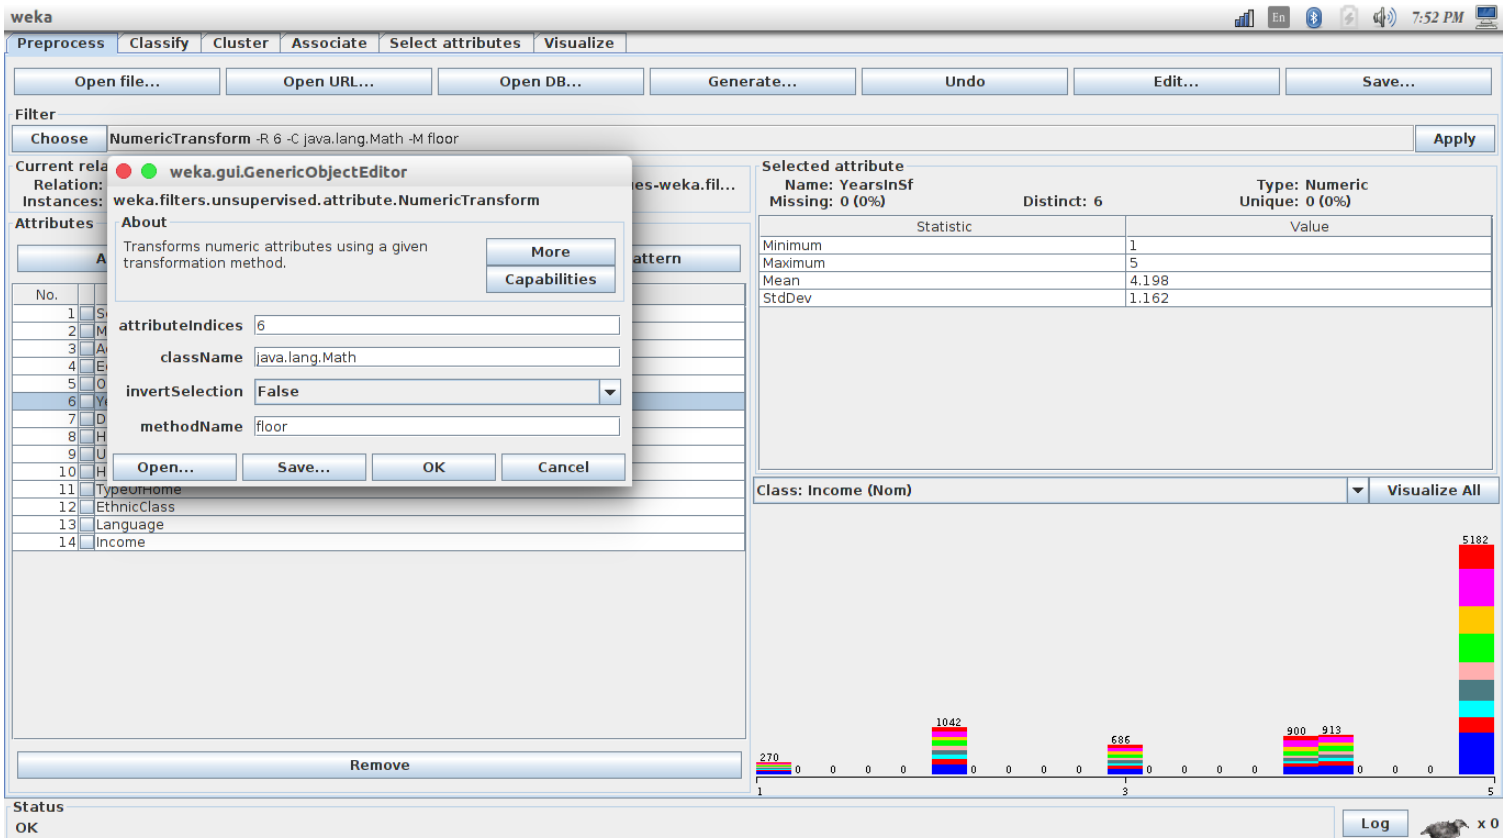 weka
En
7:52 PM
Preprocess Classify Cluster Associate Select attributes Visualize
Open file... Open URL... Open DB... Generate... Undo Edit... Save...
Filter
Choose NumericTransform -R 6 -C java.lang.Math -M floor Apply
Current rela
Relation: es-weka.fil...
Instances:
Attributes
attern
weka.gui.GenericObjectEditor
weka.filters.unsupervised.attribute.NumericTransform
About
Transforms numeric attributes using a given
transformation method.
More
Capabilities
attributeIndices 6
className java.lang.Math
invertSelection False
methodName floor
Open... Save... OK Cancel
No.
1 S
2 M
3 A
4 E
5 O
6 Y
7 D
8 H
9 U
10 H
11 TypeOfHome
12 EthnicClass
13 Language
14 Income
Remove
Selected attribute
Name: YearsInSf Type: Numeric
Missing: 0 (0%) Distinct: 6 Unique: 0 (0%)
Statistic Value
Minimum 1
Maximum 5
Mean 4.198
StdDev 1.162
Class: Income (Nom) Visualize All
270 0 0 0 0 1042 0 0 0 0 686 0 0 0 0 900 913 0 0 0 5182
1 3 5
Status
OK
Log x 0